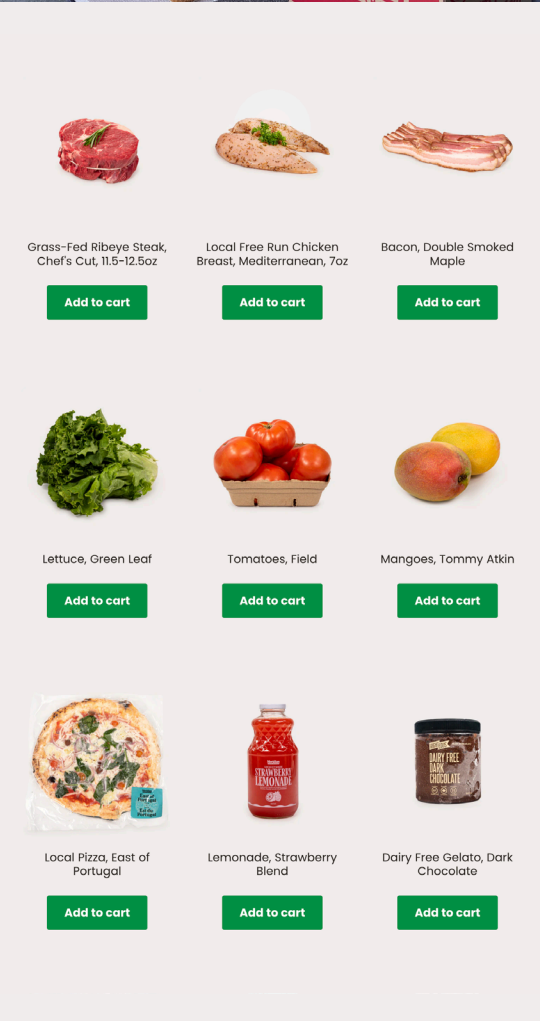 Grass-Fed Ribeye Steak,
Chef's Cut, 11.5-12.5oz
Add to cart
Local Free Run Chicken
Breast, Mediterranean, 7oz
Add to cart
Bacon, Double Smoked
Maple
Add to cart
Lettuce, Green Leaf
Add to cart
Tomatoes, Field
Add to cart
Mangoes, Tommy Atkin
Add to cart
East of
Portugal
Local Pizza, East of
Portugal
Add to cart
STRAWBERRY
LEMONADE
Lemonade, Strawberry
Blend
Add to cart
DAIRY FREE
DARK
CHOCOLATE
Dairy Free Gelato, Dark
Chocolate
Add to cart